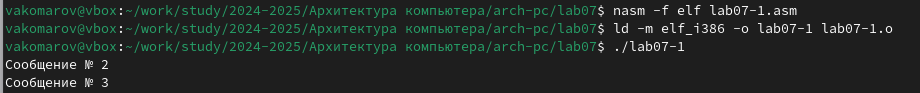 vakomarov@vbox:~/work/study/2024-2025/Архитектура компьютера/arch-pc/lab07$ nasm -f elf lab07-1.asm
vakomarov@vbox:~/work/study/2024-2025/Архитектура компьютера/arch-pc/lab07$ ld -m elf_i386 -o lab07-1 lab07-1.o
vakomarov@vbox:~/work/study/2024-2025/Архитектура компьютера/arch-pc/lab07$ ./lab07-1
Сообщение № 2
Сообщение № 3